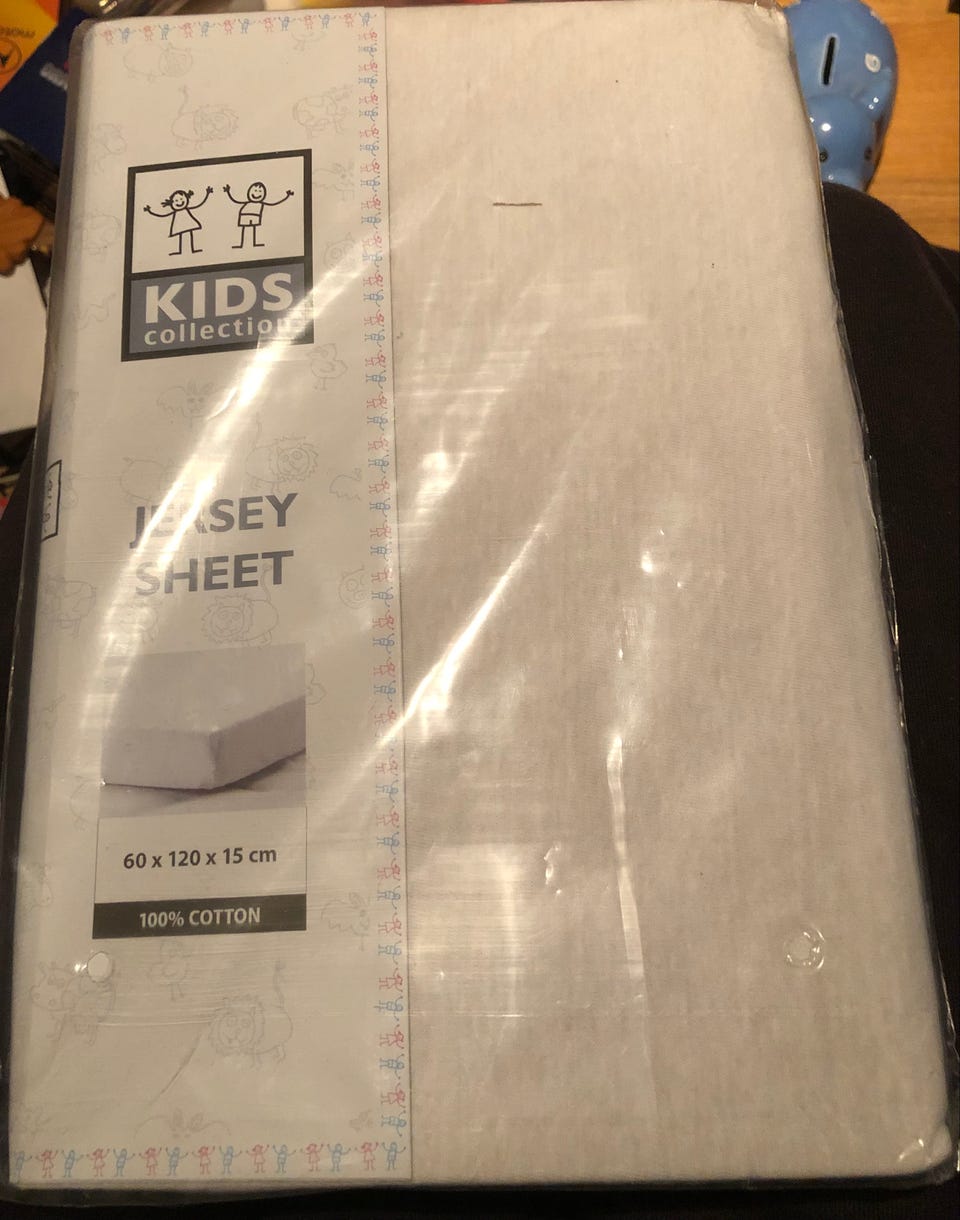 KIDS
collection
JERSEY
SHEET
60 x 120 x 15 cm
100% COTTON